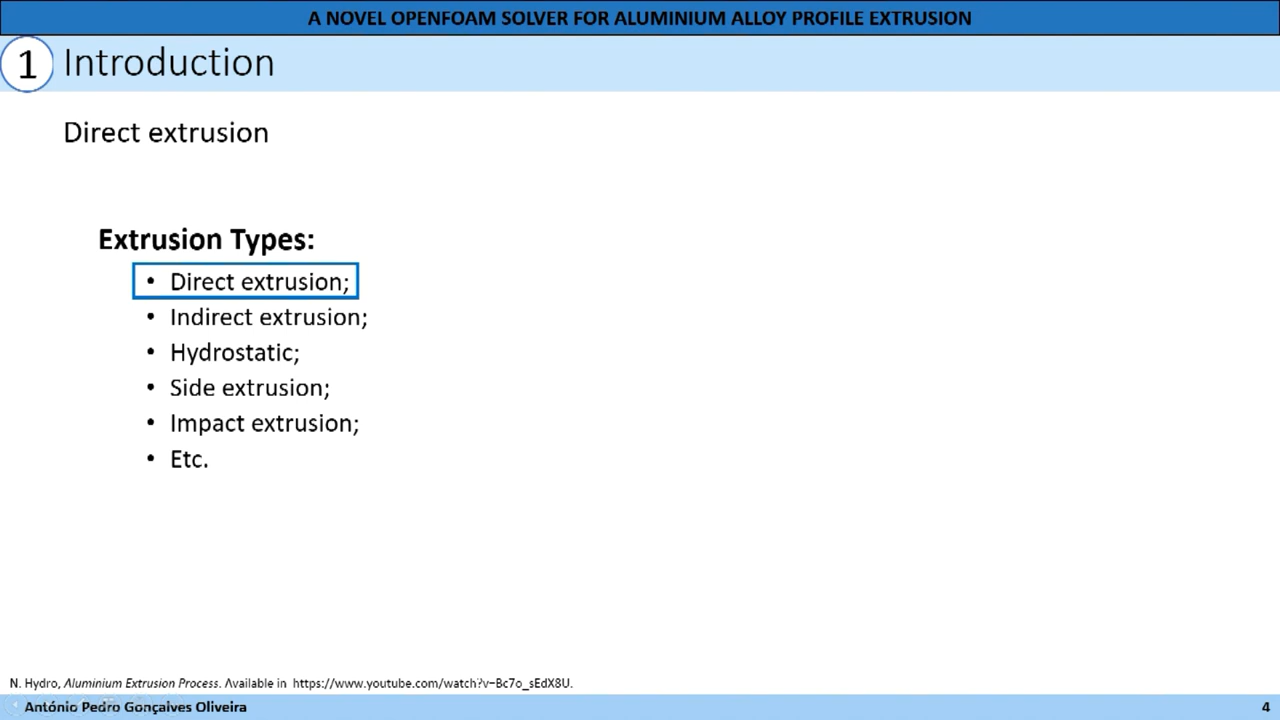 A NOVEL OPENFOAM SOLVER FOR ALUMINIUM ALLOY PROFILE EXTRUSION
1 Introduction
Direct extrusion
Extrusion Types:
• Direct extrusion;
• Indirect extrusion;
• Hydrostatic;
• Side extrusion;
• Impact extrusion;
• Etc.
N. Hydro, Aluminium Extrusion Process. Available in https://www.youtube.com/watch?v=Bc7o_sEdX8U.
António Pedro Gonçalves Oliveira 4